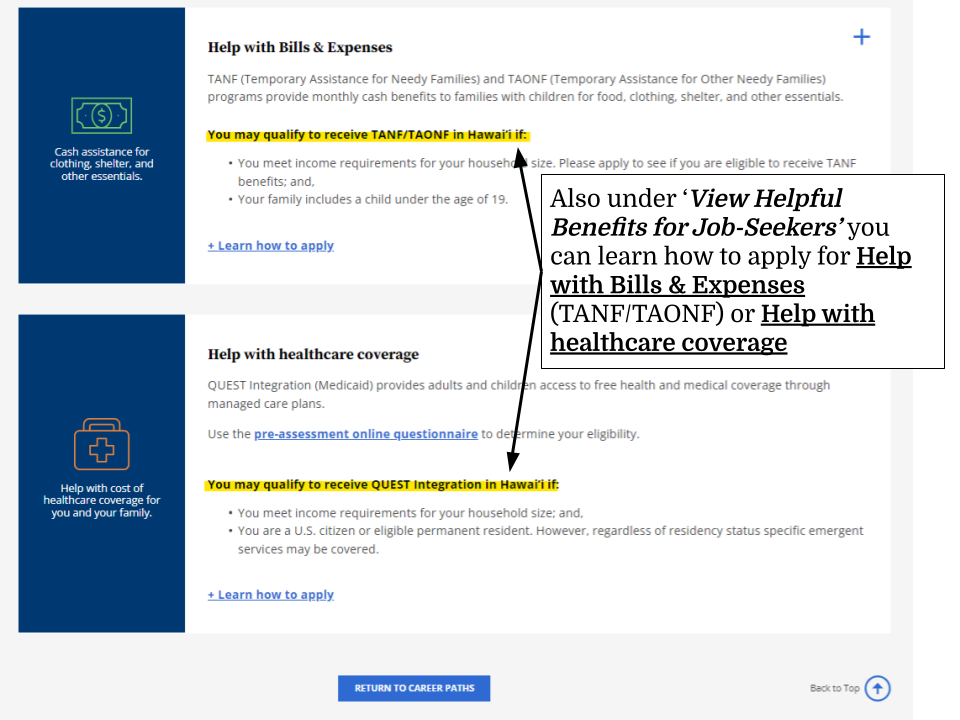 Help with Bills & Expenses
TANF (Temporary Assistance for Needy Families) and TAONF (Temporary Assistance for Other Needy Families)
programs provide monthly cash benefits to families with children for food, clothing, shelter, and other essentials.
Cash assistance for
clothing, shelter, and
other essentials.
You may qualify to receive TANF/TAONF in Hawai‘i if:
• You meet income requirements for your household size. Please apply to see if you are eligible to receive TANF
benefits; and,
• Your family includes a child under the age of 19.
+ Learn how to apply
Also under ‘View Helpful
Benefits for Job-Seekers’ you
can learn how to apply for Help
with Bills & Expenses
(TANF/TAONF) or Help with
healthcare coverage
Help with healthcare coverage
QUEST Integration (Medicaid) provides adults and children access to free health and medical coverage through
managed care plans.
Use the pre-assessment online questionnaire to determine your eligibility.
Help with cost of
healthcare coverage for
you and your family.
You may qualify to receive QUEST Integration in Hawai‘i if:
• You meet income requirements for your household size; and,
• You are a U.S. citizen or eligible permanent resident. However, regardless of residency status specific emergent
services may be covered.
+ Learn how to apply
RETURN TO CAREER PATHS
Back to Top